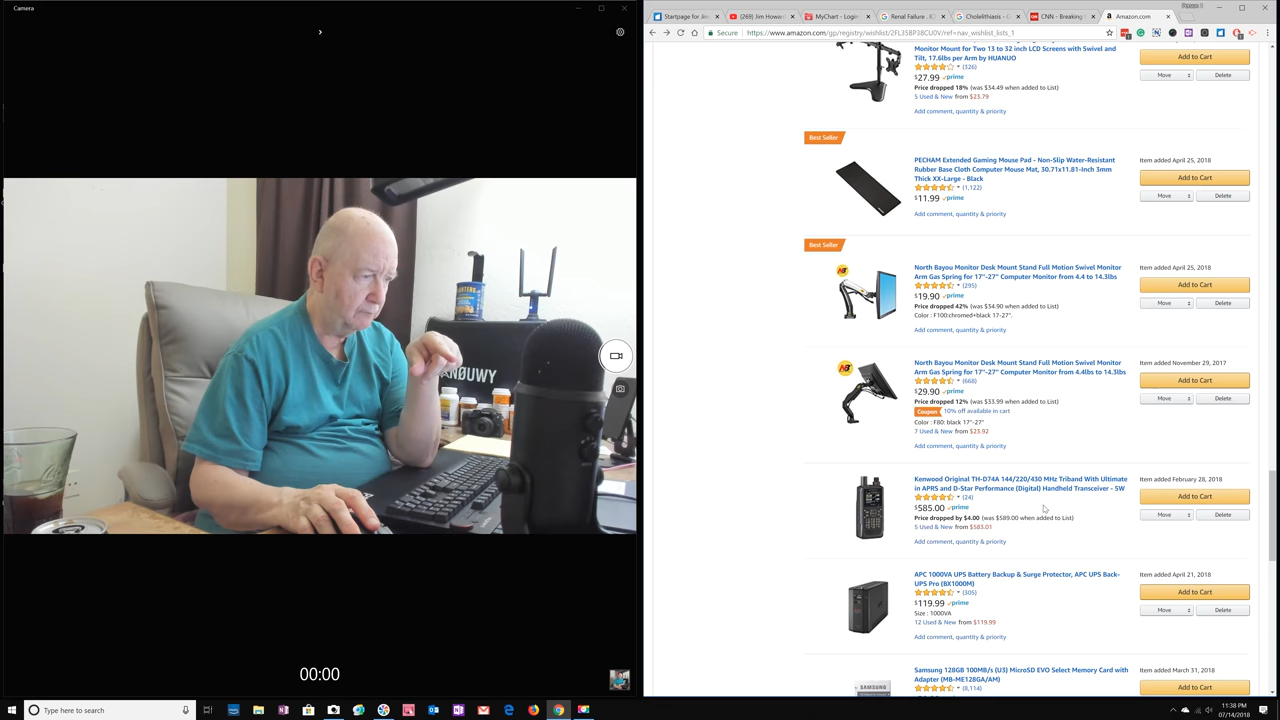 Camera
Startpage for Jim
(269) Jim Howard
MyChart - Login
Renal Failure
Cholelithiasis - G
CNN - Breaking
Amazon.com
Secure
https://www.amazon.com/gp/registry/wishlist/2FL35BP38CU0V/ref=nav_wishlist_lists_1
Monitor Mount for Two 13 to 32 inch LCD Screens with Swivel and
Tilt, 17.6lbs per Arm by HUANUO
(326)
$27.99 prime
Price dropped 18% (was $34.49 when added to List)
5 Used & New from $23.79
Add comment, quantity & priority
Add to Cart
Move
Delete
Best Seller
PECHAM Extended Gaming Mouse Pad - Non-Slip Water-Resistant
Rubber Base Cloth Computer Mouse Mat, 30.71x11.81-Inch 3mm
Thick XX-Large - Black
(1,122)
$11.99 prime
Add comment, quantity & priority
Item added April 25, 2018
Add to Cart
Move
Delete
Best Seller
North Bayou Monitor Desk Mount Stand Full Motion Swivel Monitor
Arm Gas Spring for 17''-27'' Computer Monitor from 4.4 to 14.3lbs
(295)
$19.90 prime
Price dropped 42% (was $34.90 when added to List)
Color : F100:chromed+black 17-27".
Add comment, quantity & priority
Item added April 25, 2018
Add to Cart
Move
Delete
North Bayou Monitor Desk Mount Stand Full Motion Swivel Monitor
Arm Gas Spring for 17''-27'' Computer Monitor from 4.4lbs to 14.3lbs
(668)
$29.90 prime
Price dropped 12% (was $33.99 when added to List)
Coupon 10% off available in cart
Color : F80: black 17"-27"
7 Used & New from $23.92
Add comment, quantity & priority
Item added November 29, 2017
Add to Cart
Move
Delete
Kenwood Original TH-D74A 144/220/430 MHz Triband With Ultimate
in APRS and D-Star Performance (Digital) Handheld Transceiver - 5W
(24)
$585.00 prime
Price dropped by $4.00 (was $589.00 when added to List)
5 Used & New from $583.01
Add comment, quantity & priority
Item added February 28, 2018
Add to Cart
Move
Delete
APC 1000VA UPS Battery Backup & Surge Protector, APC UPS Back-
UPS Pro (BX1000M)
(305)
$119.99 prime
Size : 1000VA
12 Used & New from $119.99
Add comment, quantity & priority
Item added April 21, 2018
Add to Cart
Move
Delete
Samsung 128GB 100MB/s (U3) MicroSD EVO Select Memory Card with
Adapter (MB-ME128GA/AM)
(8,114)
SAMSUNG
Item added March 31, 2018
Add to Cart
00:00
Type here to search
11:38 PM
07/14/2018